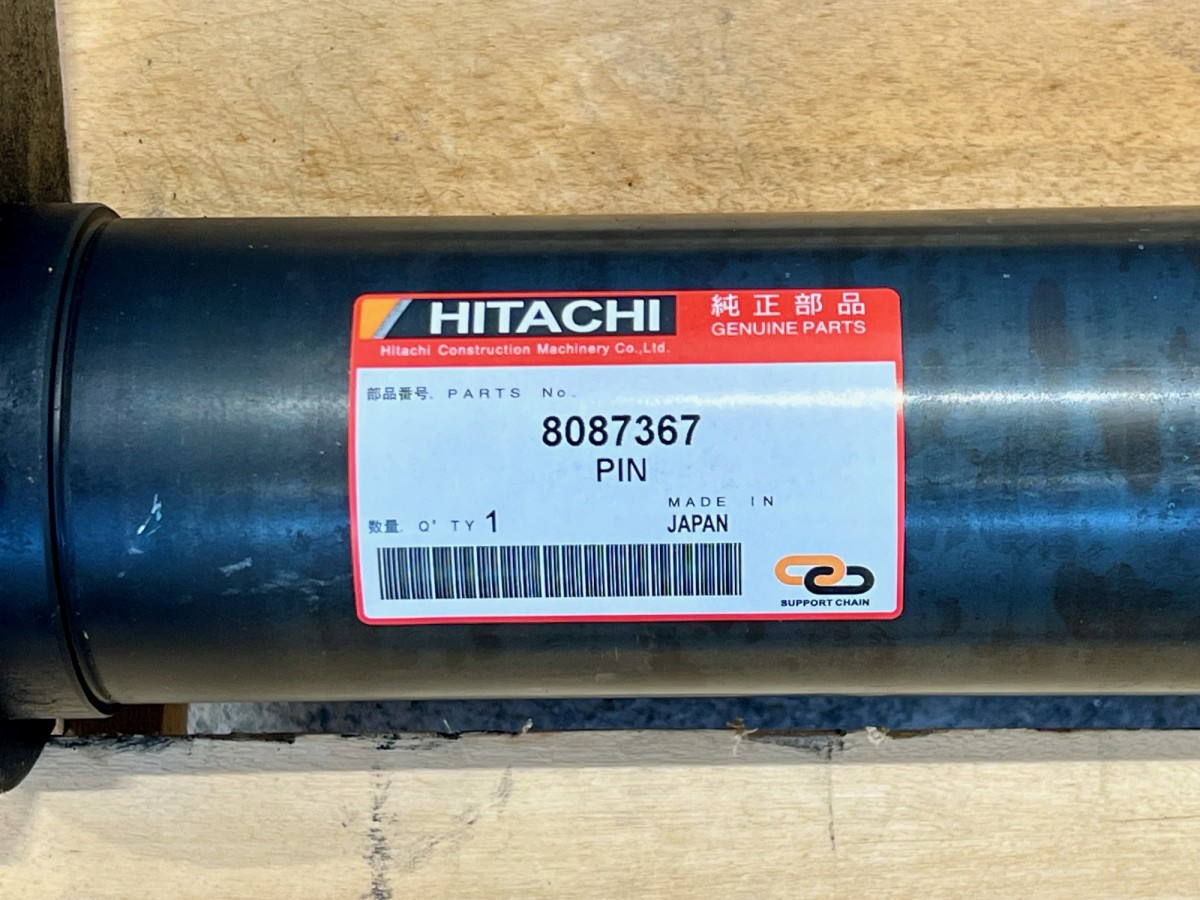 HITACHI
Hitachi Construction Machinery Co.,Ltd.
純正部品
GENUINE PARTS
部品番号. PARTS No.
8087367
PIN
MADE IN
数量. Q' TY 1
JAPAN
SUPPORT CHAIN